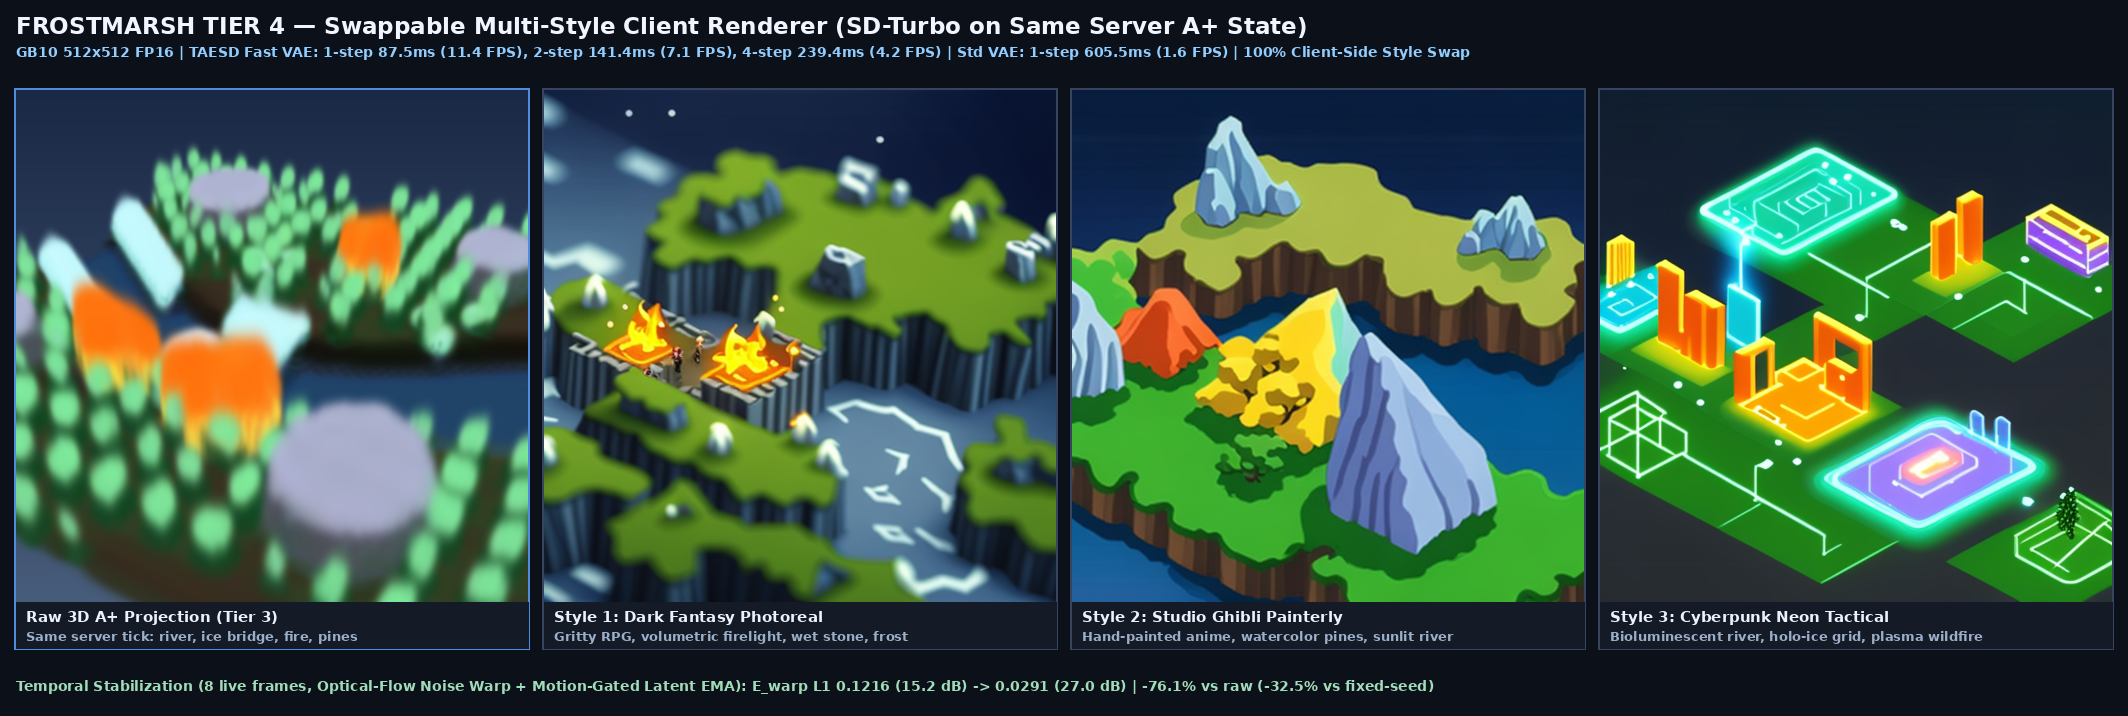 FROSTMARSH TIER 4 — Swappable Multi-Style Client Renderer (SD-Turbo on Same Server A+ State)
GB10 512x512 FP16 | TAESD Fast VAE: 1-step 87.5ms (11.4 FPS), 2-step 141.4ms (7.1 FPS), 4-step 239.4ms (4.2 FPS) | Std VAE: 1-step 605.5ms (1.6 FPS) | 100% Client-Side Style Swap
Raw 3D A+ Projection (Tier 3)
Same server tick: river, ice bridge, fire, pines
Style 1: Dark Fantasy Photoreal
Gritty RPG, volumetric firelight, wet stone, frost
Style 2: Studio Ghibli Painterly
Hand-painted anime, watercolor pines, sunlit river
Style 3: Cyberpunk Neon Tactical
Bioluminescent river, holo-ice grid, plasma wildfire
Temporal Stabilization (8 live frames, Optical-Flow Noise Warp + Motion-Gated Latent EMA): E_warp L1 0.1216 (15.2 dB) -> 0.0291 (27.0 dB) | -76.1% vs raw (-32.5% vs fixed-seed)